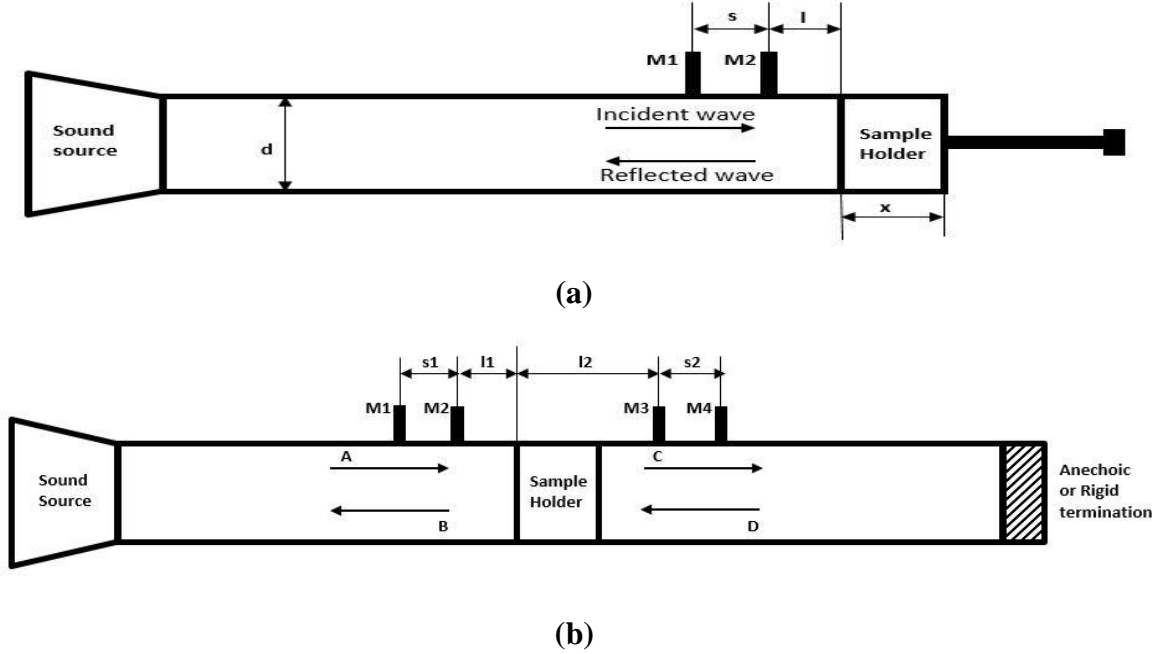 s
l
M1
M2
Sound
source
d
Incident wave
Reflected wave
Sample
Holder
x
(a)
s1
l1
l2
s2
M1
M2
M3
M4
Sound
Source
A
B
Sample
Holder
C
D
Anechoic
or Rigid
termination
(b)